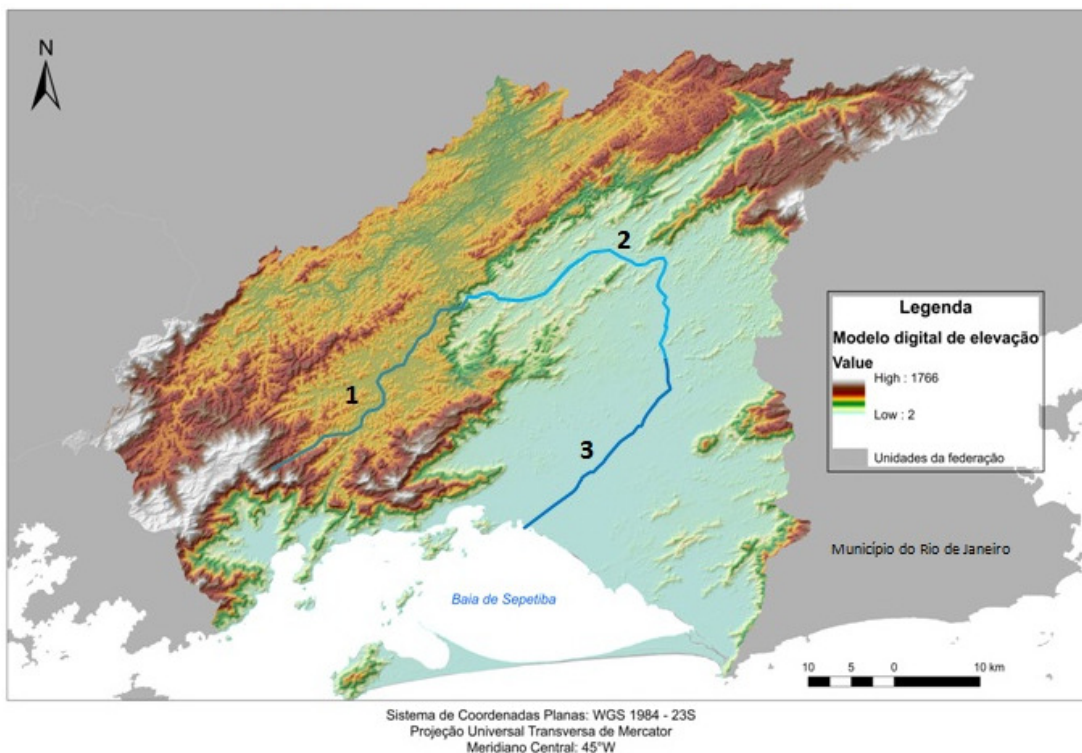 N
2
1
3
Legenda
Modelo digital de elevação
Value
High : 1766
Low : 2
Unidades da federação
Município do Rio de Janeiro
Baia de Sepetiba
10 5 0 10 km
Sistema de Coordenadas Planas: WGS 1984 - 23S
Projeção Universal Transversa de Mercator
Meridiano Central: 45°W